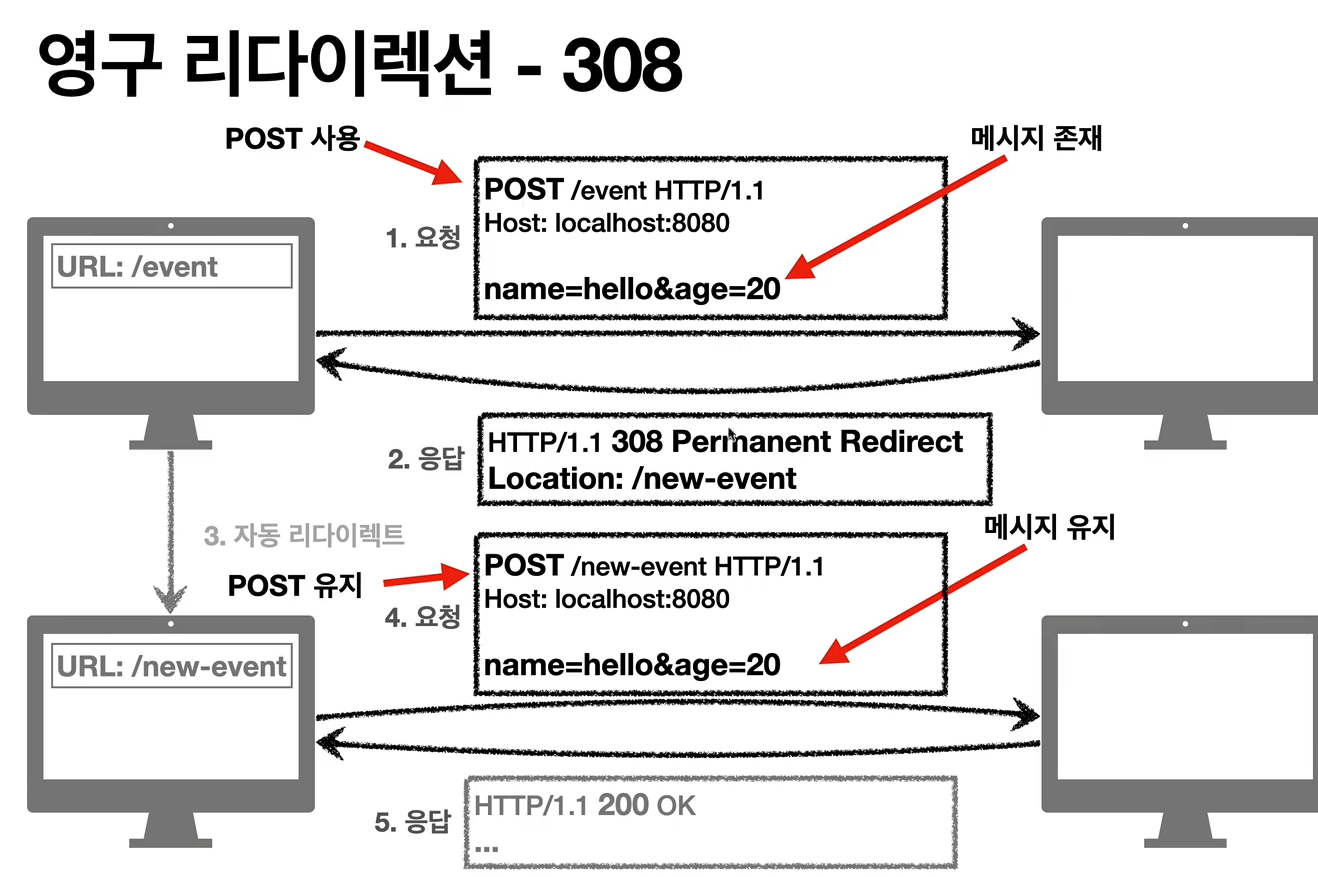 영구 리다이렉션 - 308
POST 사용
메시지 존재
POST /event HTTP/1.1
1. 요청
Host: localhost:8080
URL: /event
name=hello&age=20
HTTP/1.1 308 Permanent Redirect
2. 응답
Location: /new-event
3. 자동 리다이렉트
메시지 유지
POST 유지
POST /new-event HTTP/1.1
4. 요청
Host: localhost:8080
URL: /new-event
name=hello&age=20
HTTP/1.1 200 OK
5. 응답
...